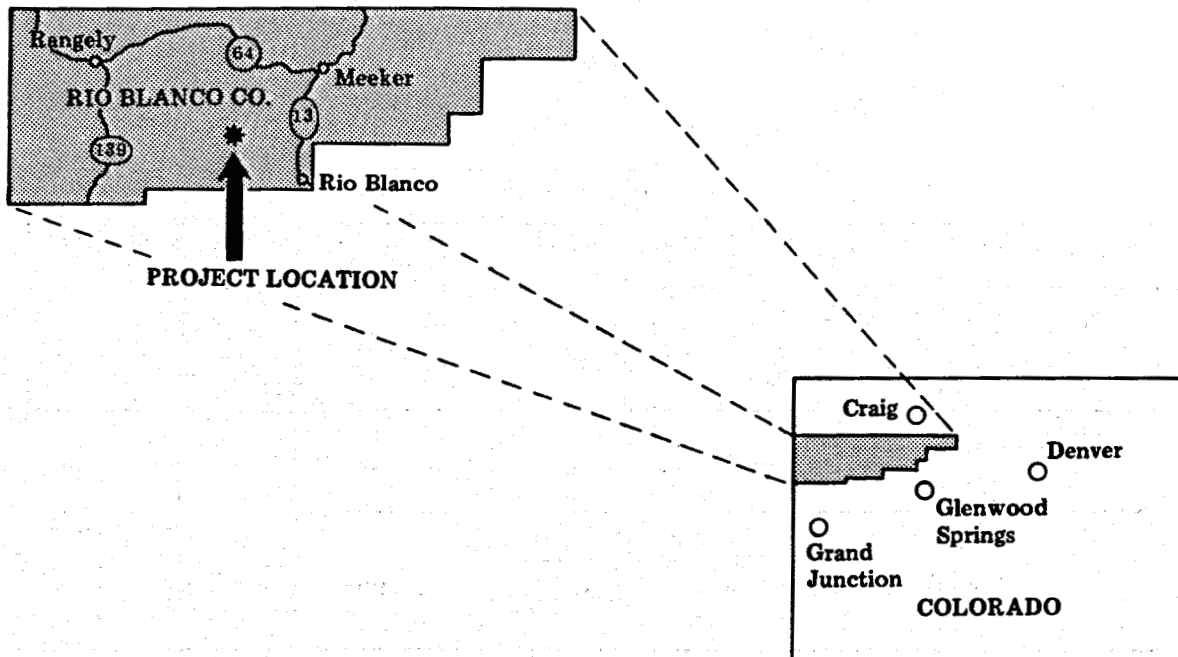 Rangely
64
Meeker
RIO BLANCO CO.
13
139
Rio Blanco
PROJECT LOCATION
Craig
Denver
Glenwood
Springs
Grand
Junction
COLORADO